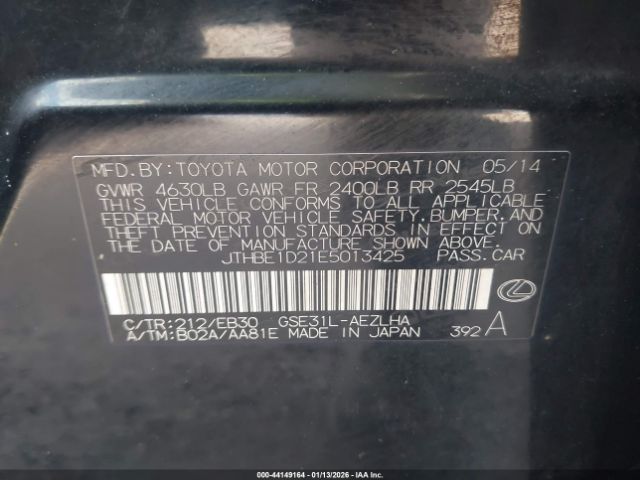 MFD. BY: TOYOTA MOTOR CORPORATION 05/14
GVWR 4630LB GAWR FR 2400LB RR 2545LB
THIS VEHICLE CONFORMS TO ALL APPLICABLE
FEDERAL MOTOR VEHICLE SAFETY, BUMPER, AND
THEFT PREVENTION STANDARDS IN EFFECT ON
THE DATE OF MANUFACTURE SHOWN ABOVE.
JTHBE1D21E5013425 PASS. CAR
C/TR: 212/EB30 GSE31L-AEZLHA
A/TM: B02A/AA81E MADE IN JAPAN 392 A
000-44149164 - 01/13/2026 - IAA Inc.